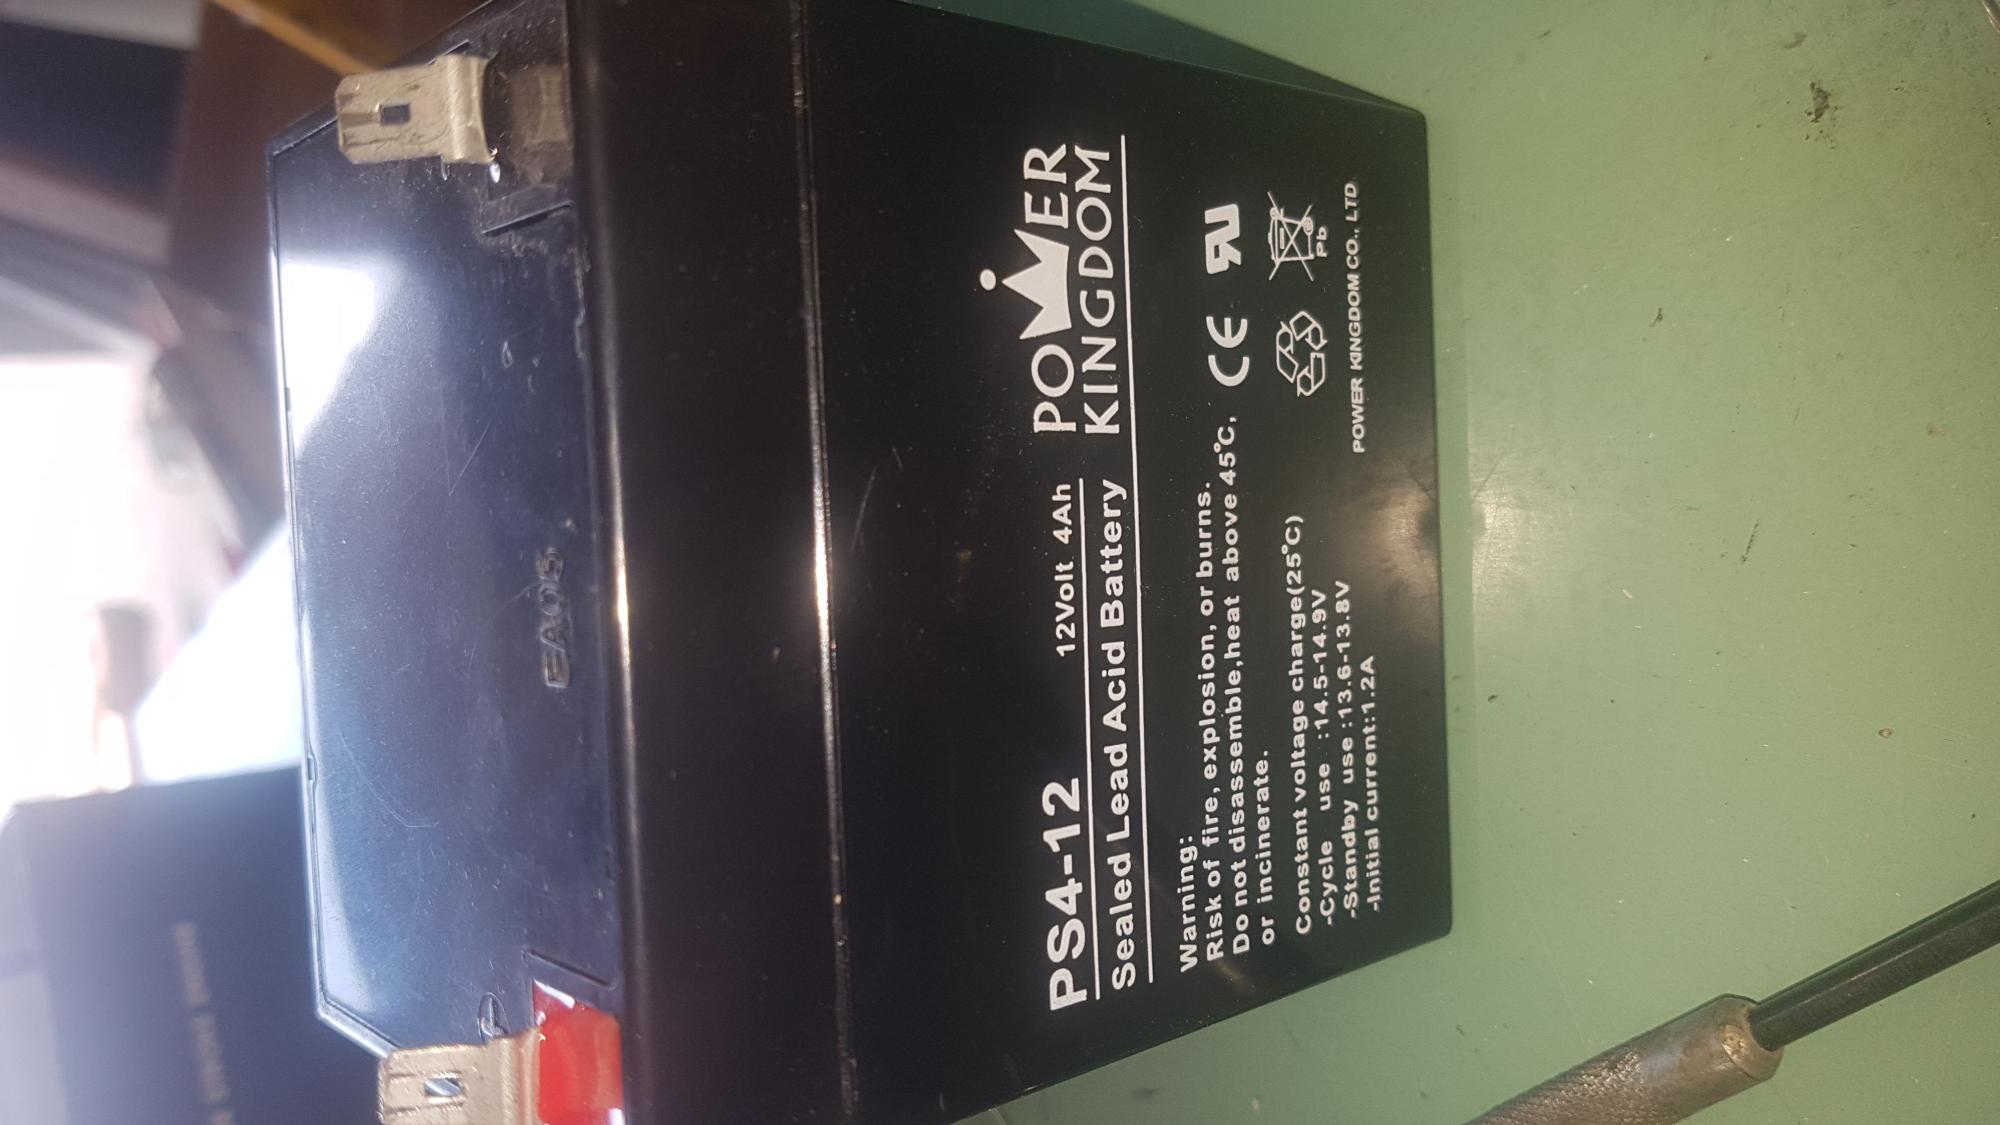 EA05
PS4-12
12Volt 4Ah
Sealed Lead Acid Battery
POWER
KINGDOM
Warning:
Risk of fire, explosion, or burns.
Do not disassemble,heat above 45°C,
or incinerate.
Constant voltage charge(25°C)
-Cycle use :14.5-14.9V
-Standby use :13.6-13.8V
-Initial current:1.2A
CE
RU
Pb
POWER KINGDOM CO., LTD